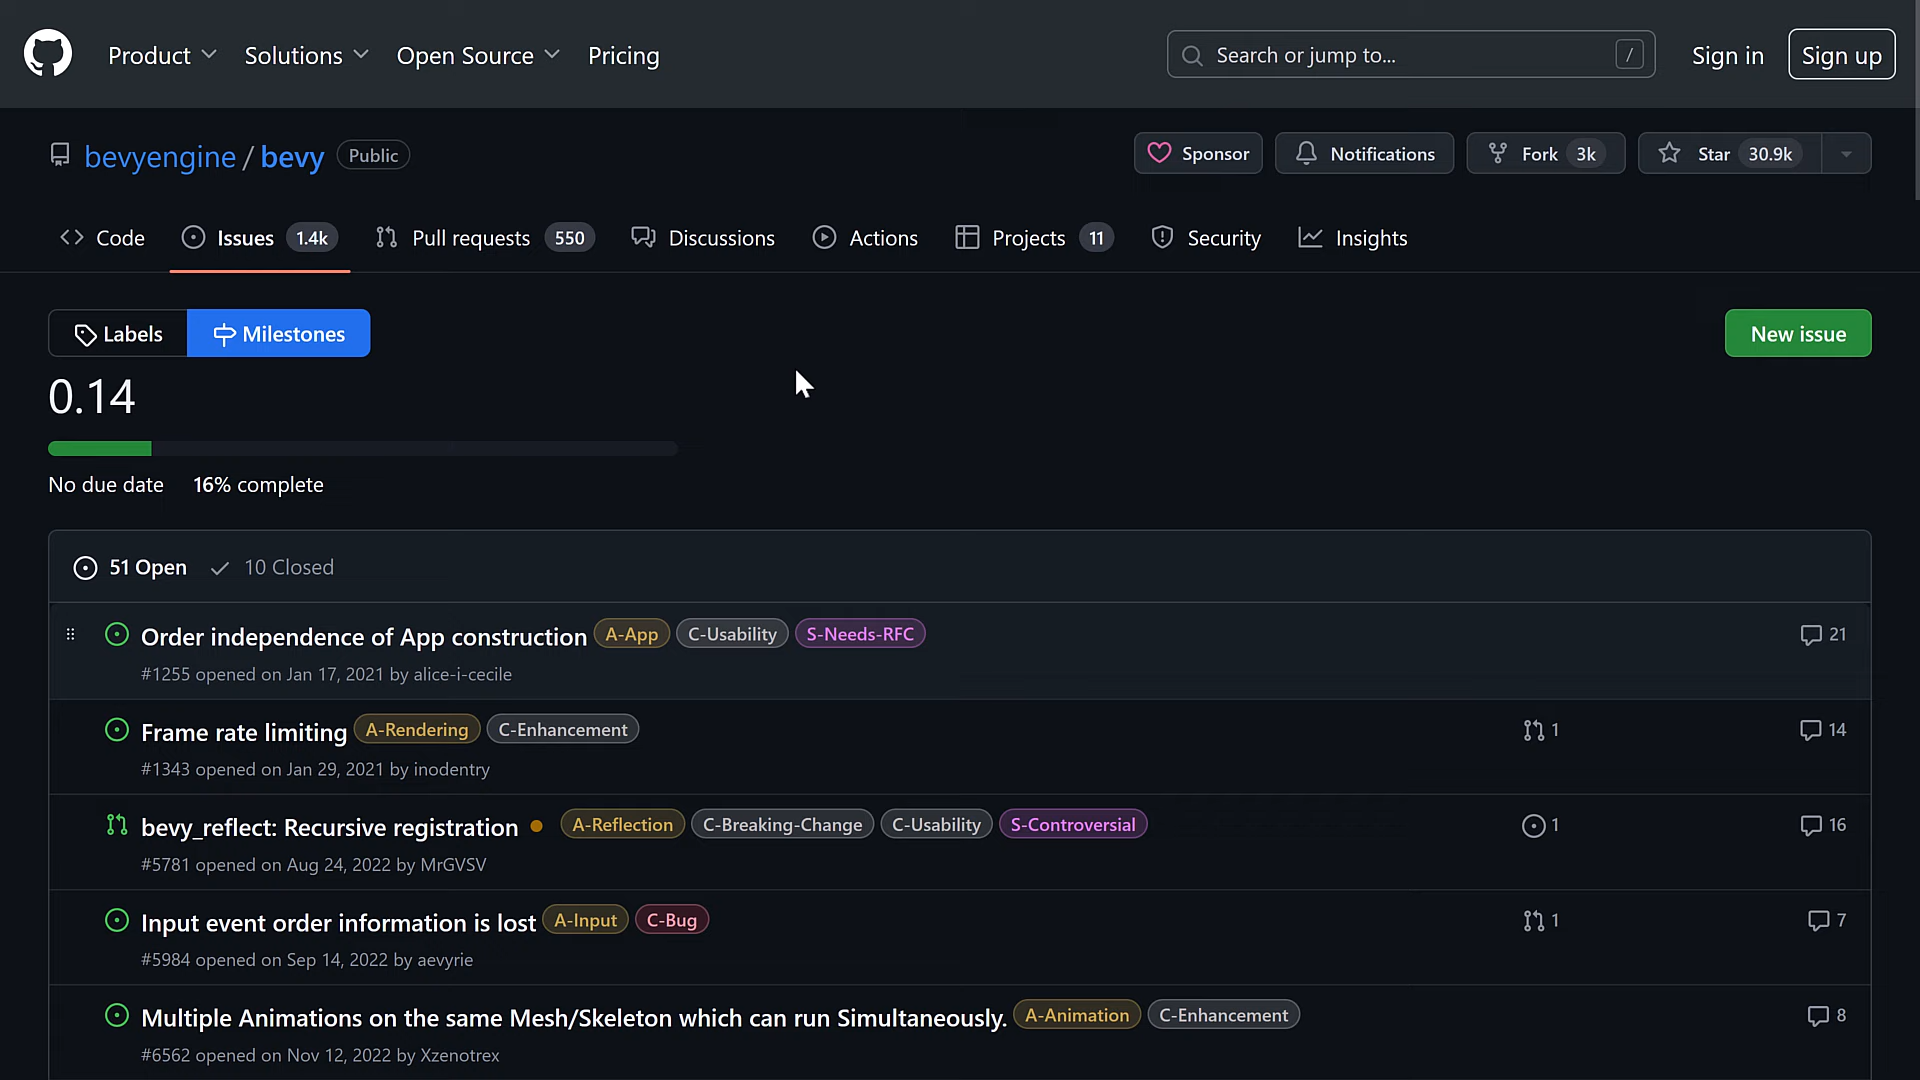 Product Solutions Open Source Pricing Search or jump to... / Sign in Sign up
bevyengine / bevy Public Sponsor Notifications Fork 3k Star 30.9k
Code Issues 1.4k Pull requests 550 Discussions Actions Projects 11 Security Insights
Labels Milestones New issue
0.14
No due date 16% complete
51 Open 10 Closed
Order independence of App construction A-App C-Usability S-Needs-RFC 21
#1255 opened on Jan 17, 2021 by alice-i-cecile
Frame rate limiting A-Rendering C-Enhancement 1 14
#1343 opened on Jan 29, 2021 by inodentry
bevy_reflect: Recursive registration A-Reflection C-Breaking-Change C-Usability S-Controversial 1 16
#5781 opened on Aug 24, 2022 by MrGVSV
Input event order information is lost A-Input C-Bug 1 7
#5984 opened on Sep 14, 2022 by aevyrie
Multiple Animations on the same Mesh/Skeleton which can run Simultaneously. A-Animation C-Enhancement 8
#6562 opened on Nov 12, 2022 by Xzenotrex